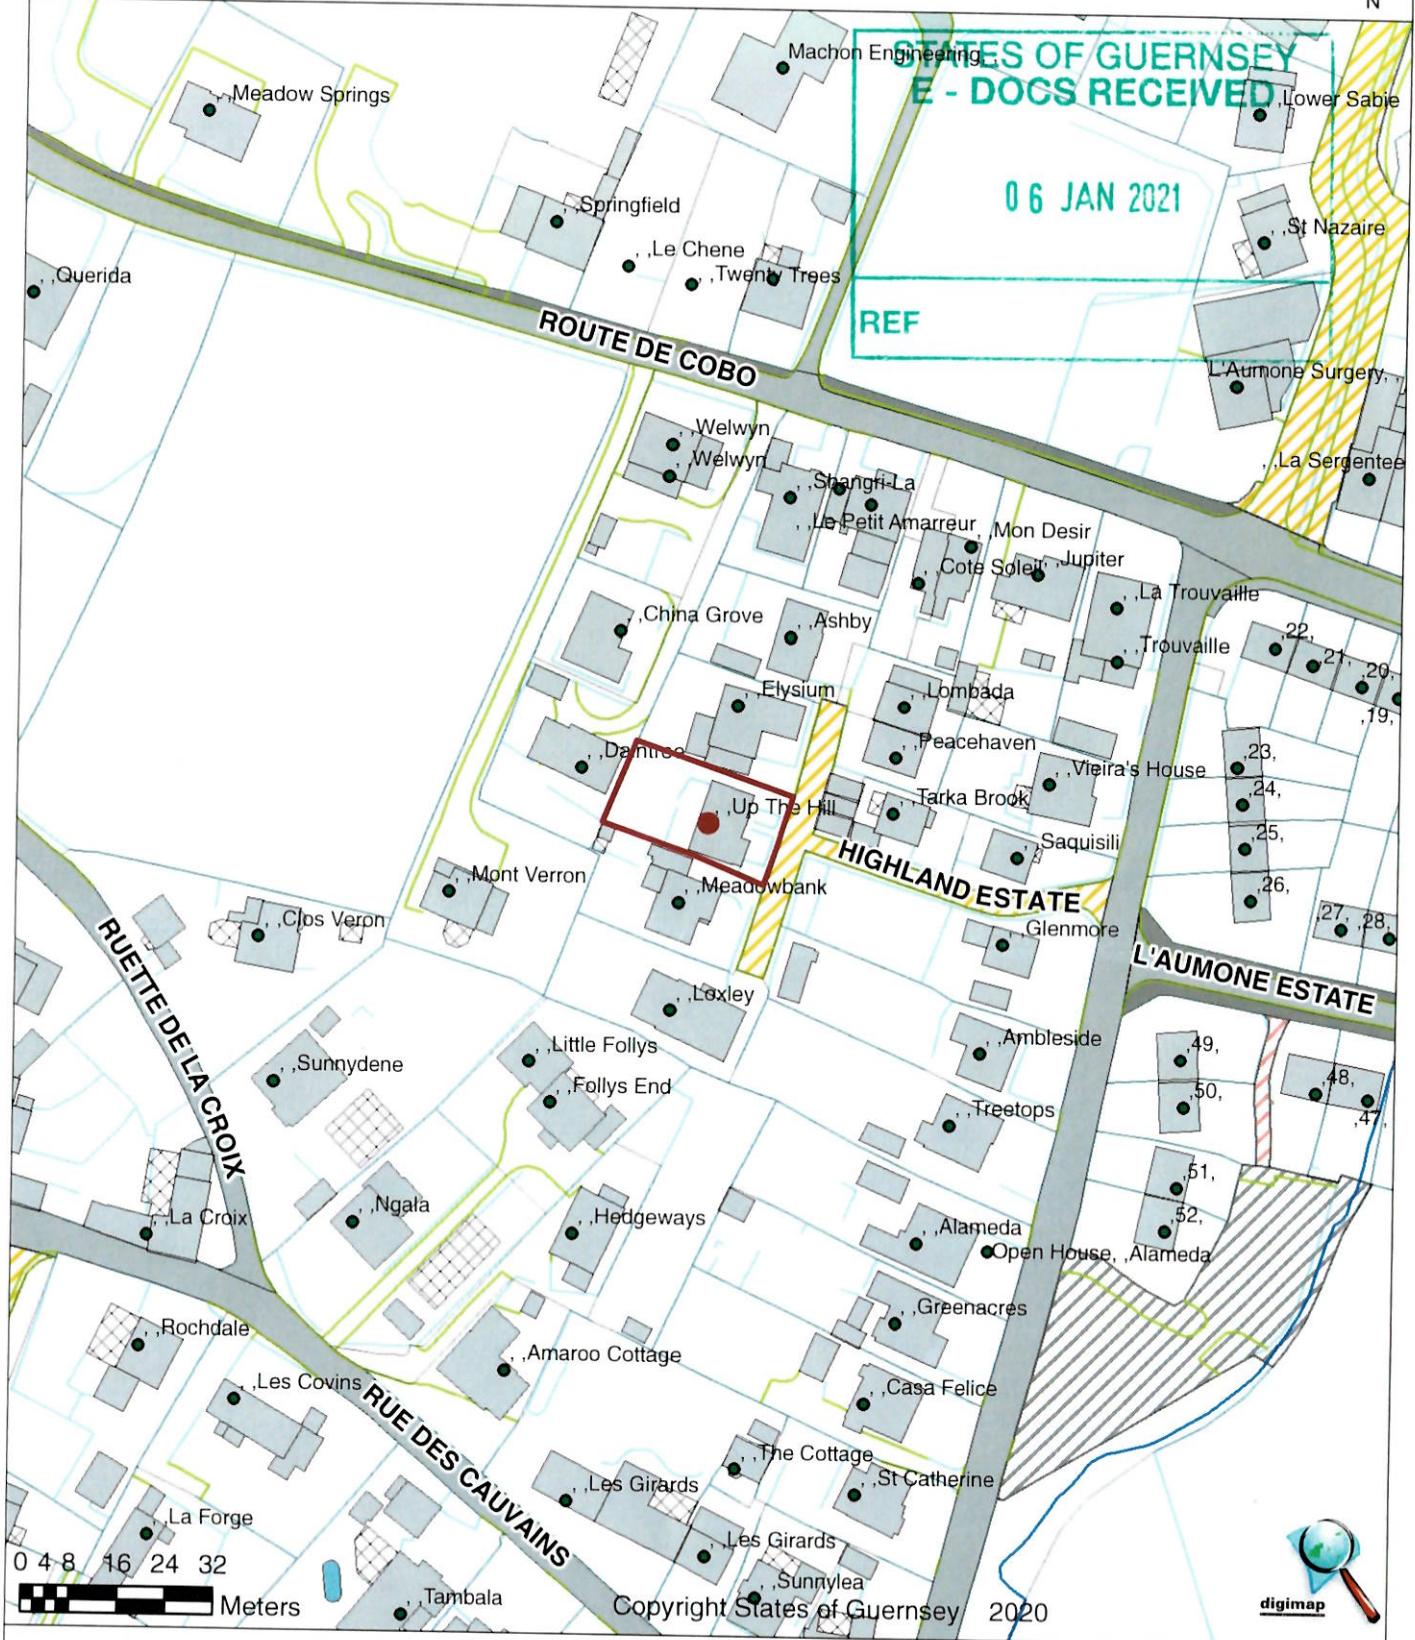 N
Machon Engineering, ,
STATES OF GUERNSEY
E - DOCS RECEIVED
06 JAN 2021
REF
, ,Meadow Springs
, ,Lower Sabie
, ,Springfield
, ,St Nazaire
, ,Le Chene
, ,Twenty Trees
, ,Querida
ROUTE DE COBO
L'Aumone Surgery, ,
, ,Welwyn
, ,Welwyn
, ,La Sergentee
, ,Shangri-La
, ,Le Petit Amarreur
, ,Mon Desir
, ,Cote Soleil
, ,Jupiter
, ,La Trouvaille
, ,China Grove
, ,Ashby
, ,Trouvaille
,22,
,21,
,20,
,19,
, ,Elysium
, ,Lombada
, ,Peacehaven
, ,Daintree
, ,Vieira's House
,23,
,24,
, ,Up The Hill
, ,Tarka Brook
, ,Saquisili
,25,
HIGHLAND ESTATE
, ,Mont Verron
, ,Meadowbank
,26,
,27,
,28,
, ,Clos Veron
, ,Glenmore
L'AUMONE ESTATE
RUETTE DE LA CROIX
, ,Loxley
, ,Ambleside
,49,
, ,Little Follys
, ,Sunnydene
, ,Follys End
,50,
,48,
,47,
, ,Treetops
,51,
, ,Ngala
, ,La Croix
, ,Hedgeways
, ,Alameda
,52,
Open House, ,Alameda
, ,Greenacres
, ,Rochdale
, ,Amaroo Cottage
, ,Les Covins
, ,Casa Felice
RUE DES CAUVAINS
, ,The Cottage
, ,Les Girards
, ,St Catherine
, ,La Forge
, ,Les Girards
, ,Sunnylea
, ,Tambala
0 4 8 16 24 32
Meters
Copyright States of Guernsey 2020
digimap